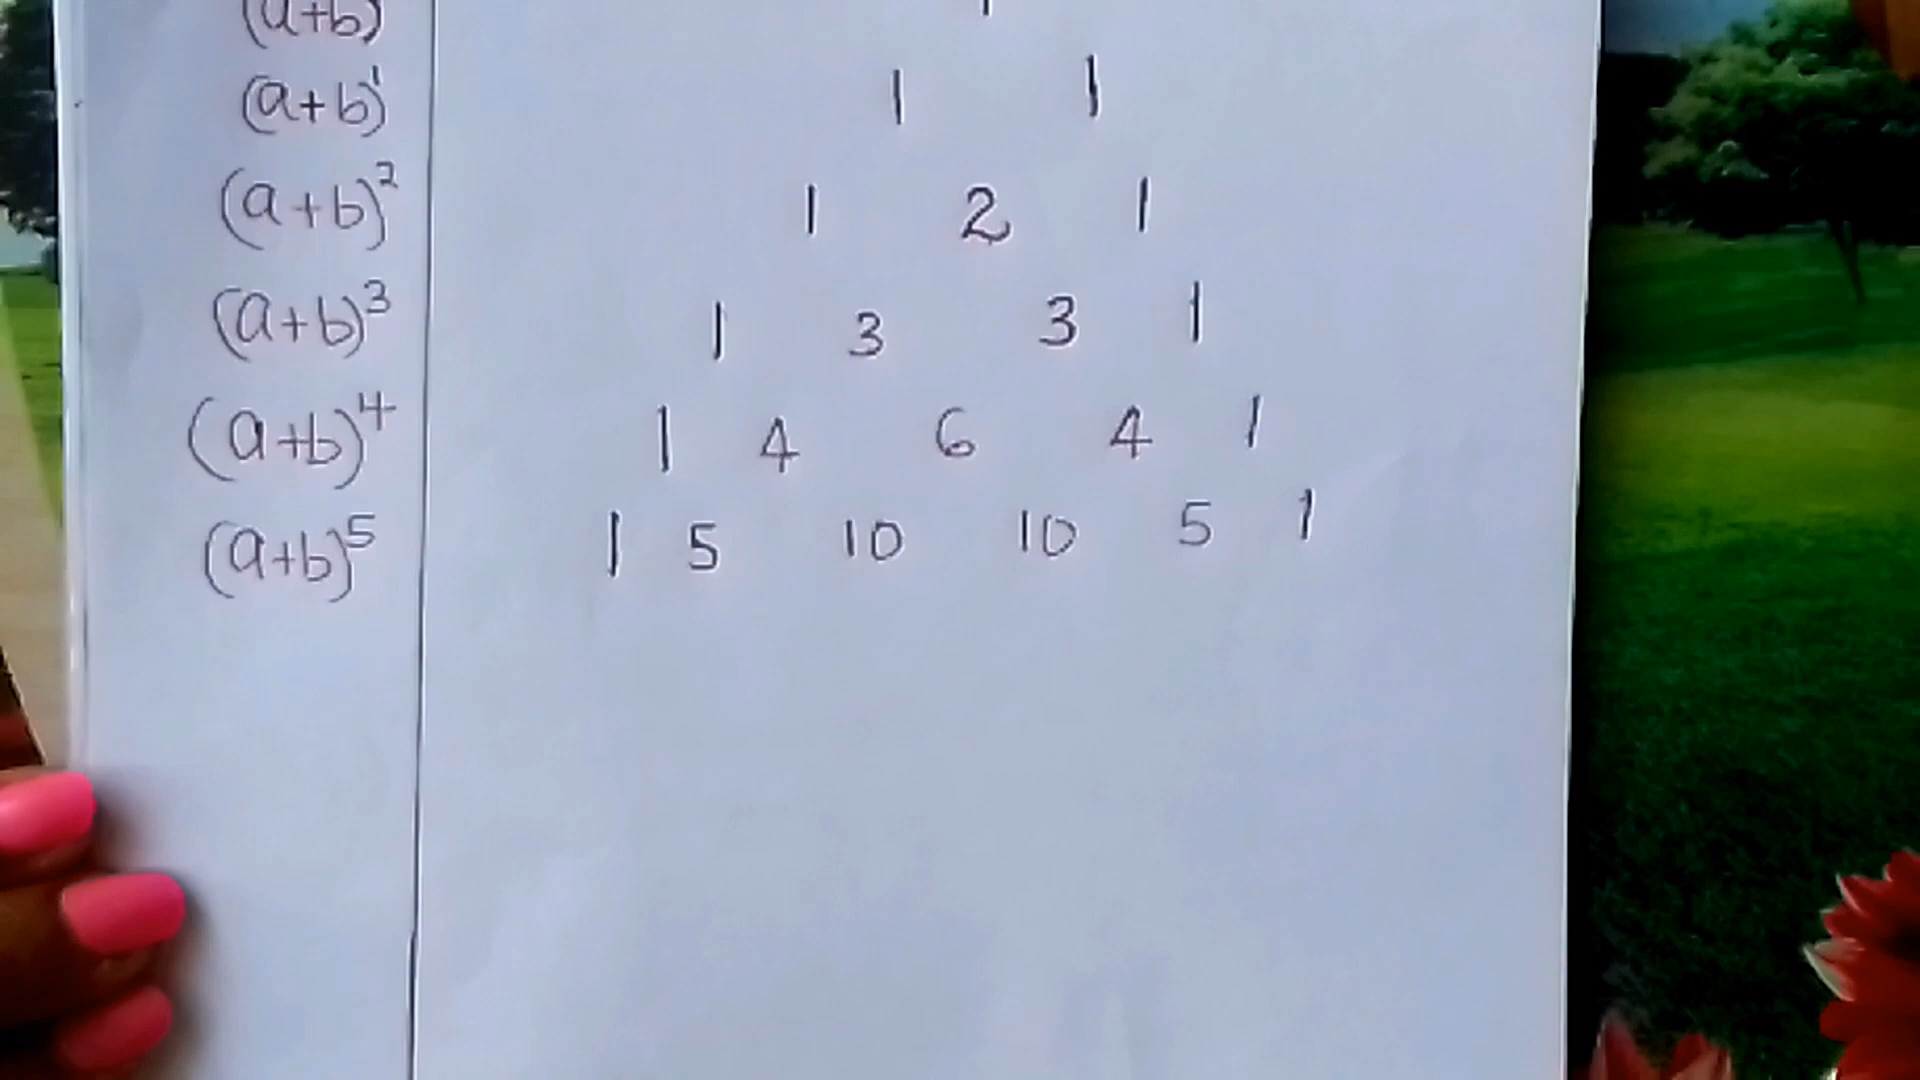 (a+b) 1
(a+b)¹ 1 1
(a+b)² 1 2 1
(a+b)³ 1 3 3 1
(a+b)⁴ 1 4 6 4 1
(a+b)⁵ 1 5 10 10 5 1